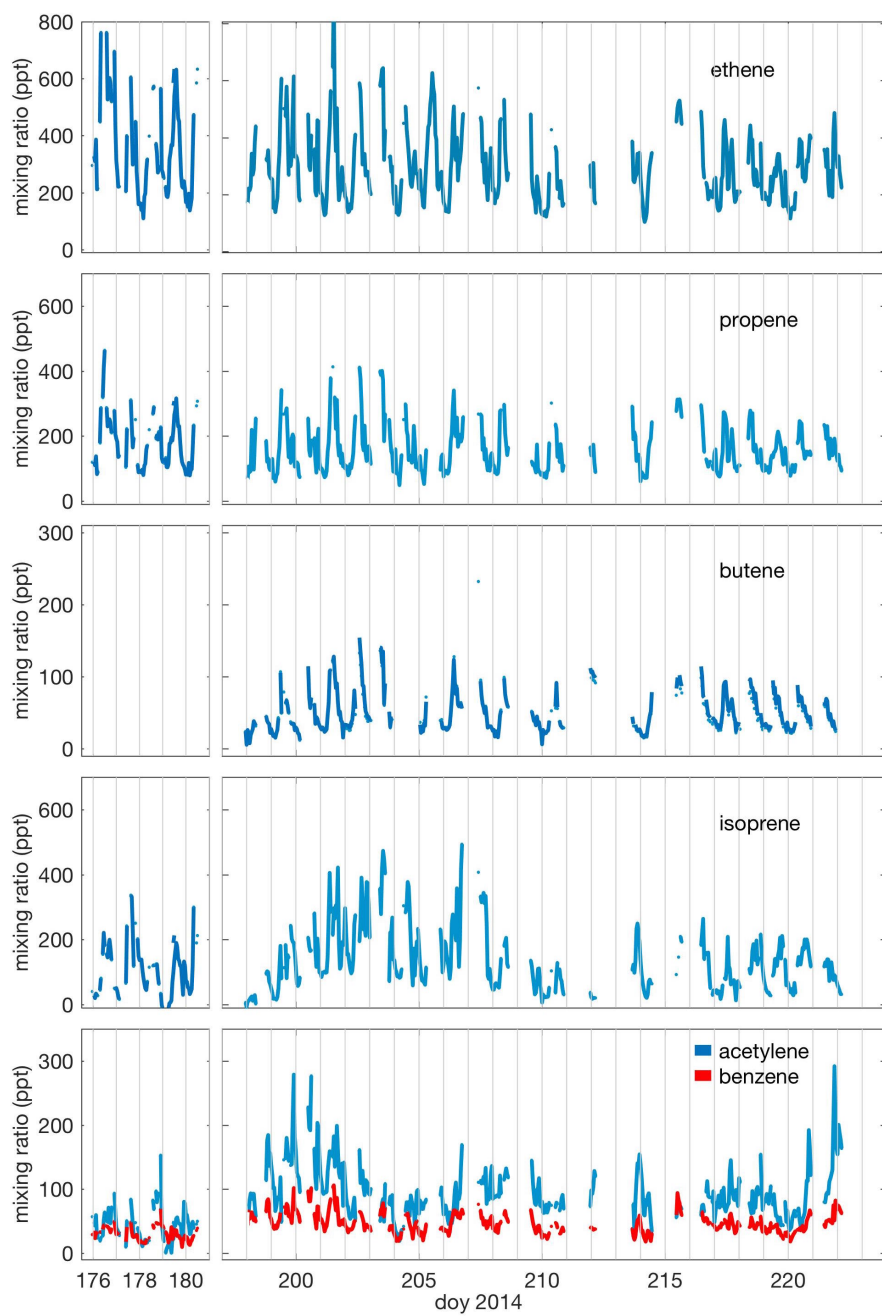 800
600
400
200
0
mixing ratio (ppt)
ethene
600
400
200
0
mixing ratio (ppt)
propene
300
200
100
0
mixing ratio (ppt)
butene
600
400
200
0
mixing ratio (ppt)
isoprene
300
200
100
0
mixing ratio (ppt)
acetylene
benzene
176 178 180 200 205 210 215 220
doy 2014